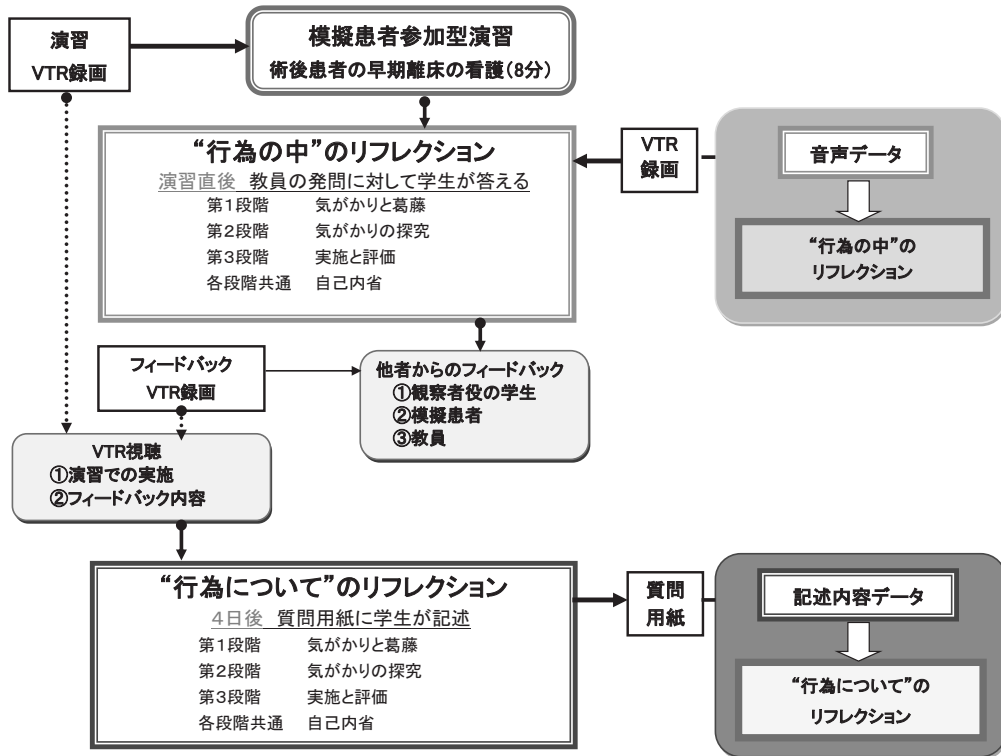 演習
VTR録画
模擬患者参加型演習
術後患者の早期離床の看護(8分)
“行為の中”のリフレクション
演習直後 教員の発問に対して学生が答える
第1段階 気がかりと葛藤
第2段階 気がかりの探究
第3段階 実施と評価
各段階共通 自己内省
VTR
録画
音声データ
“行為の中”の
リフレクション
フィードバック
VTR録画
他者からのフィードバック
①観察者役の学生
②模擬患者
③教員
VTR視聴
①演習での実施
②フィードバック内容
“行為について”のリフレクション
4日後 質問用紙に学生が記述
第1段階 気がかりと葛藤
第2段階 気がかりの探究
第3段階 実施と評価
各段階共通 自己内省
質問
用紙
記述内容データ
“行為について”の
リフレクション